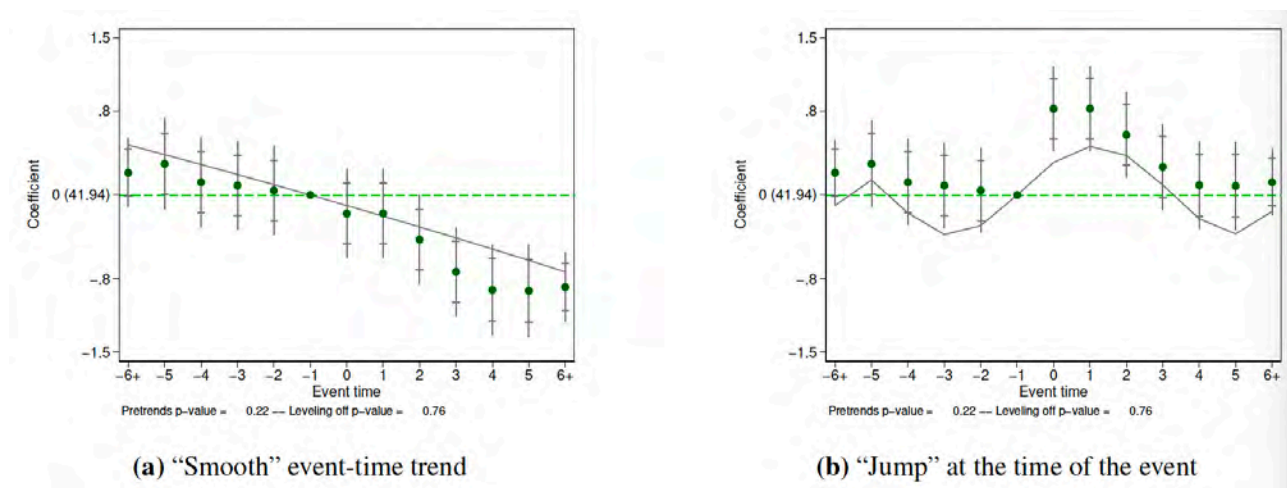 1.5
.8
0 (41.94)
−.8
−1.5
Coefficient
−6+ −5 −4 −3 −2 −1 0 1 2 3 4 5 6+
Event time
Pretrends p−value = 0.22 −− Leveling off p−value = 0.76
(a) “Smooth” event-time trend
1.5
.8
0 (41.94)
−.8
−1.5
Coefficient
−6+ −5 −4 −3 −2 −1 0 1 2 3 4 5 6+
Event time
Pretrends p−value = 0.22 −− Leveling off p−value = 0.76
(b) “Jump” at the time of the event